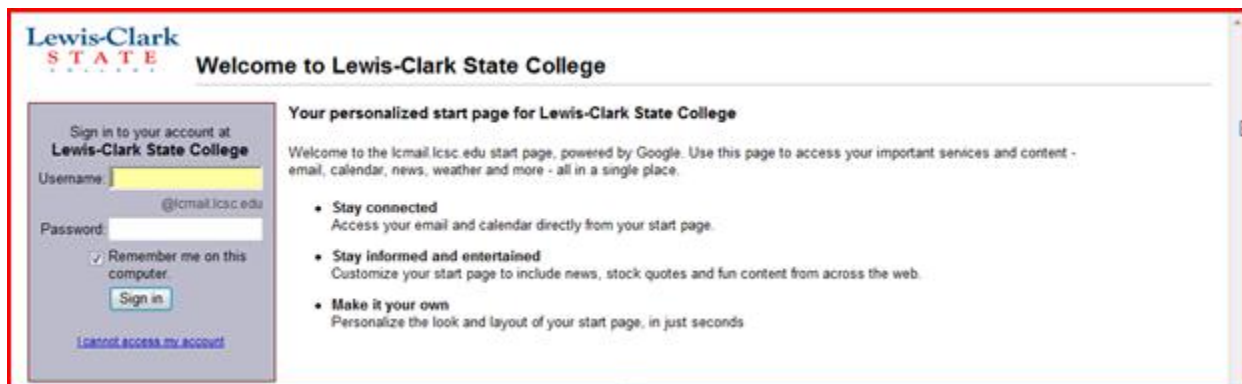 Lewis-Clark
STATE
Welcome to Lewis-Clark State College
Sign in to your account at
Lewis-Clark State College
Username:
@lcmail.lcsc.edu
Password:
Remember me on this
computer.
Sign in
I cannot access my account
Your personalized start page for Lewis-Clark State College
Welcome to the lcmail.lcsc.edu start page, powered by Google. Use this page to access your important services and content -
email, calendar, news, weather and more - all in a single place.
• Stay connected
Access your email and calendar directly from your start page.
• Stay informed and entertained
Customize your start page to include news, stock quotes and fun content from across the web.
• Make it your own
Personalize the look and layout of your start page, in just seconds